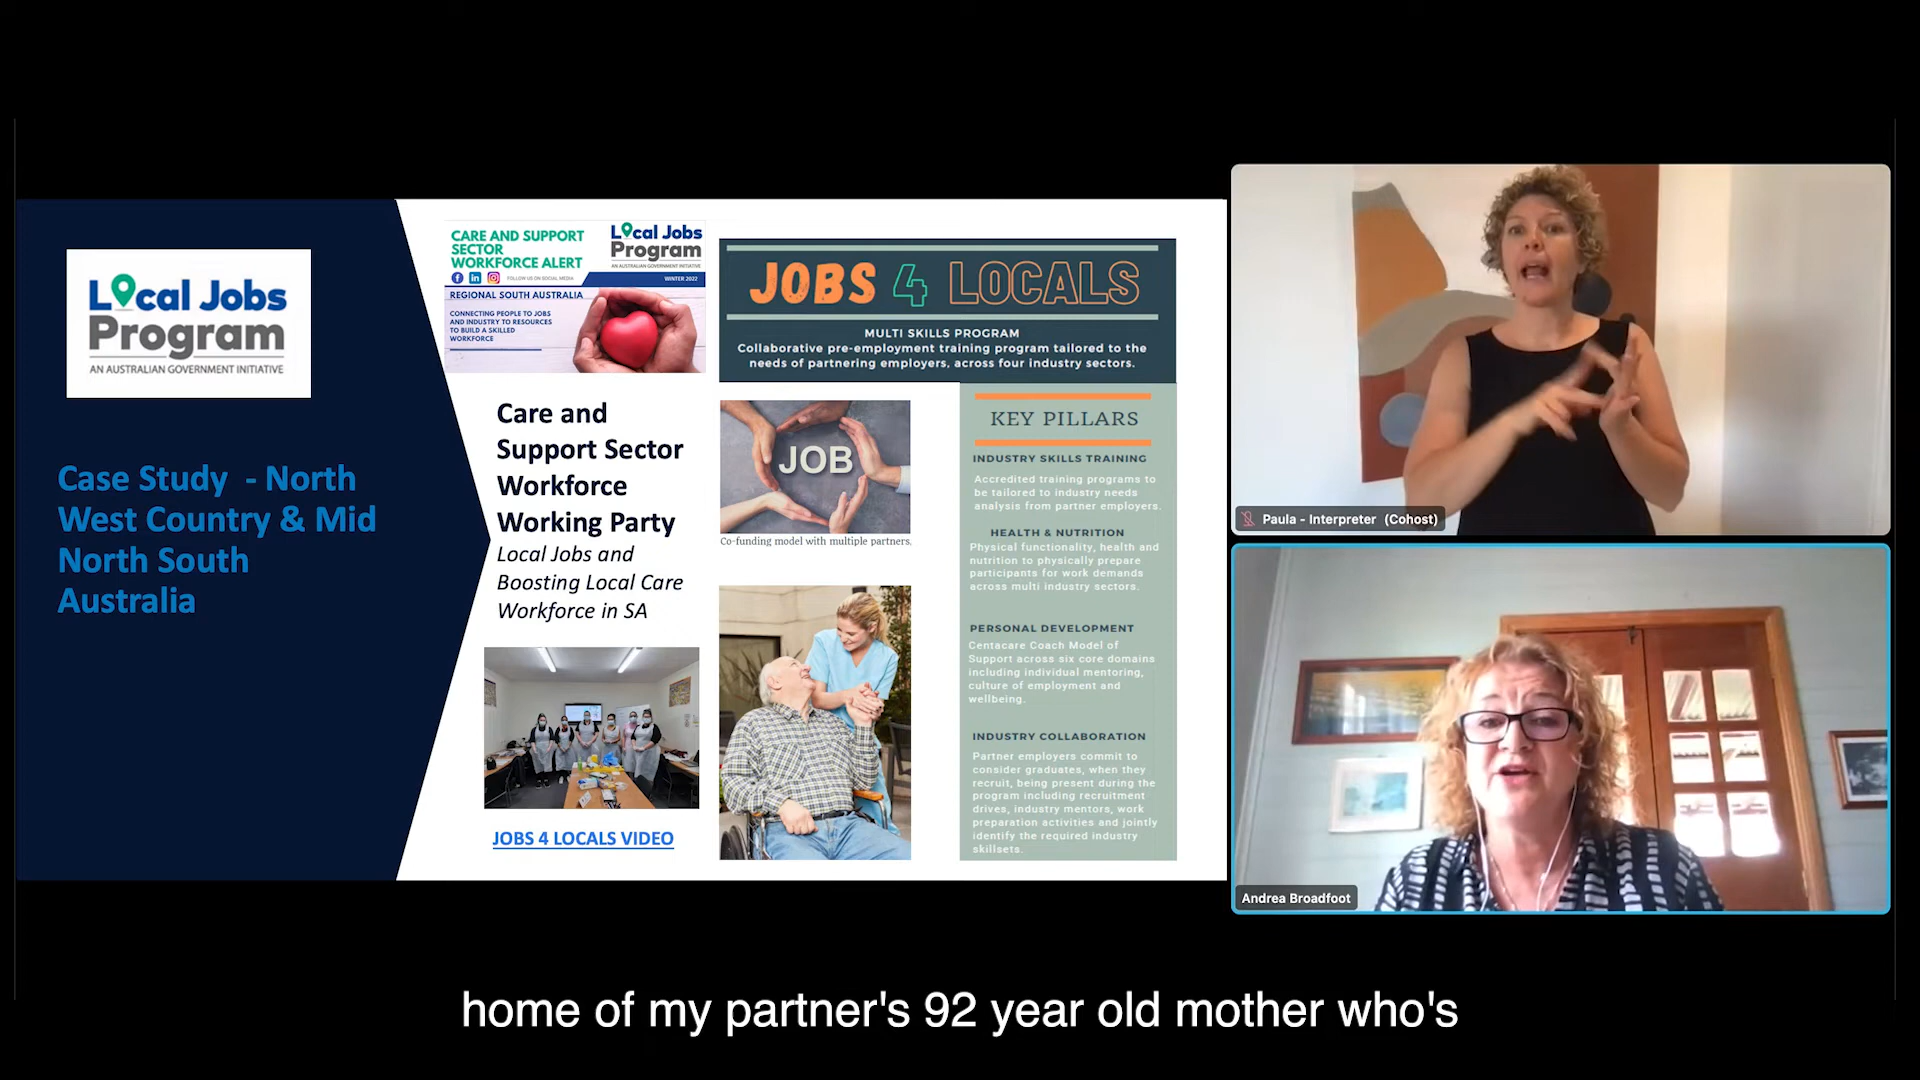 Local Jobs
Program
AN AUSTRALIAN GOVERNMENT INITIATIVE
Case Study - North
West Country & Mid
North South
Australia
CARE AND SUPPORT
SECTOR
WORKFORCE ALERT
FOLLOW US ON SOCIAL MEDIA
Local Jobs
Program
AN AUSTRALIAN GOVERNMENT INITIATIVE
WINTER 2022
REGIONAL SOUTH AUSTRALIA
CONNECTING PEOPLE TO JOBS
AND INDUSTRY TO RESOURCES
TO BUILD A SKILLED
WORKFORCE
Care and
Support Sector
Workforce
Working Party
Local Jobs and
Boosting Local Care
Workforce in SA
JOBS 4 LOCALS VIDEO
JOBS 4 LOCALS
MULTI SKILLS PROGRAM
Collaborative pre-employment training program tailored to the
needs of partnering employers, across four industry sectors.
JOB
Co-funding model with multiple partners.
KEY PILLARS
INDUSTRY SKILLS TRAINING
Accredited training programs to
be tailored to industry needs
analysis from partner employers.
HEALTH & NUTRITION
Physical functionality, health and
nutrition to physically prepare
participants for work demands
across multi industry sectors.
PERSONAL DEVELOPMENT
Centacare Coach Model of
Support across six core domains
including individual mentoring,
culture of employment and
wellbeing.
INDUSTRY COLLABORATION
Partner employers commit to
consider graduates, when they
recruit, being present during the
program including recruitment
drives, industry mentors, work
preparation activities and jointly
identify the required industry
skillsets.
Paula - Interpreter (Cohost)
Andrea Broadfoot
home of my partner's 92 year old mother who's